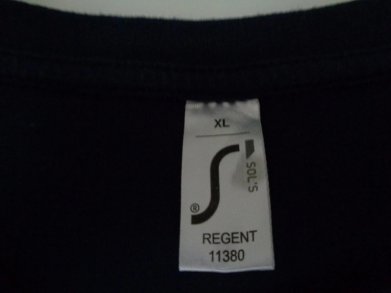 XL
SOL'S
®
REGENT
11380